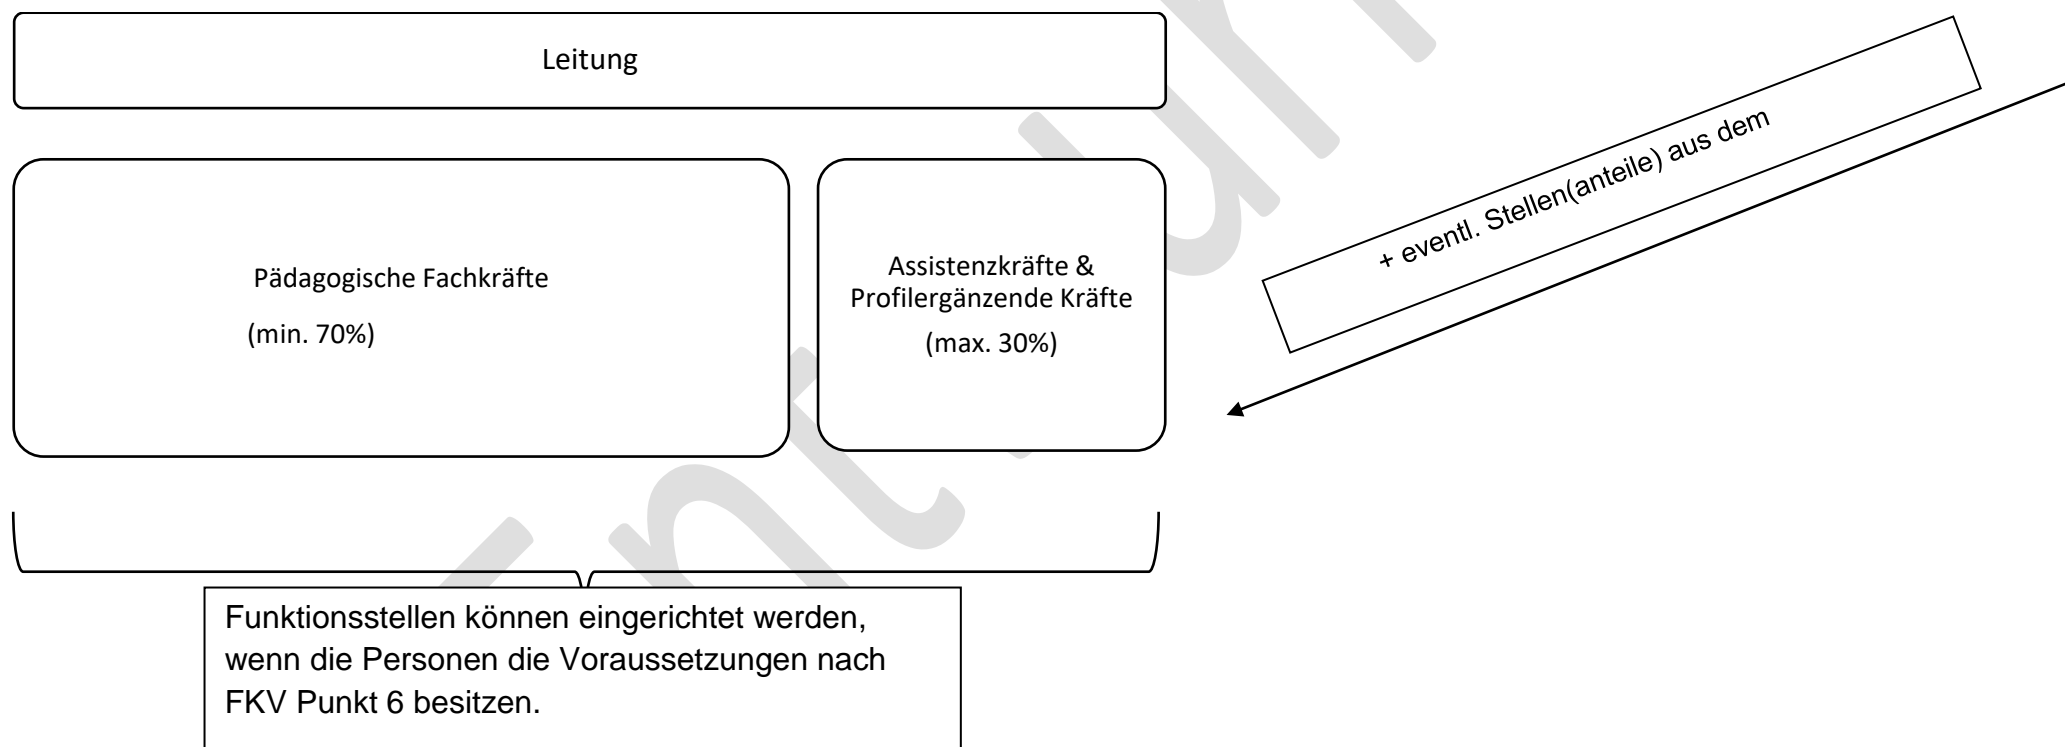 Leitung
Pädagogische Fachkräfte
(min. 70%)
Assistenzkräfte &
Profilergänzende Kräfte
(max. 30%)
+ eventl. Stellen(anteile) aus dem
Funktionsstellen können eingerichtet werden,
wenn die Personen die Voraussetzungen nach
FKV Punkt 6 besitzen.